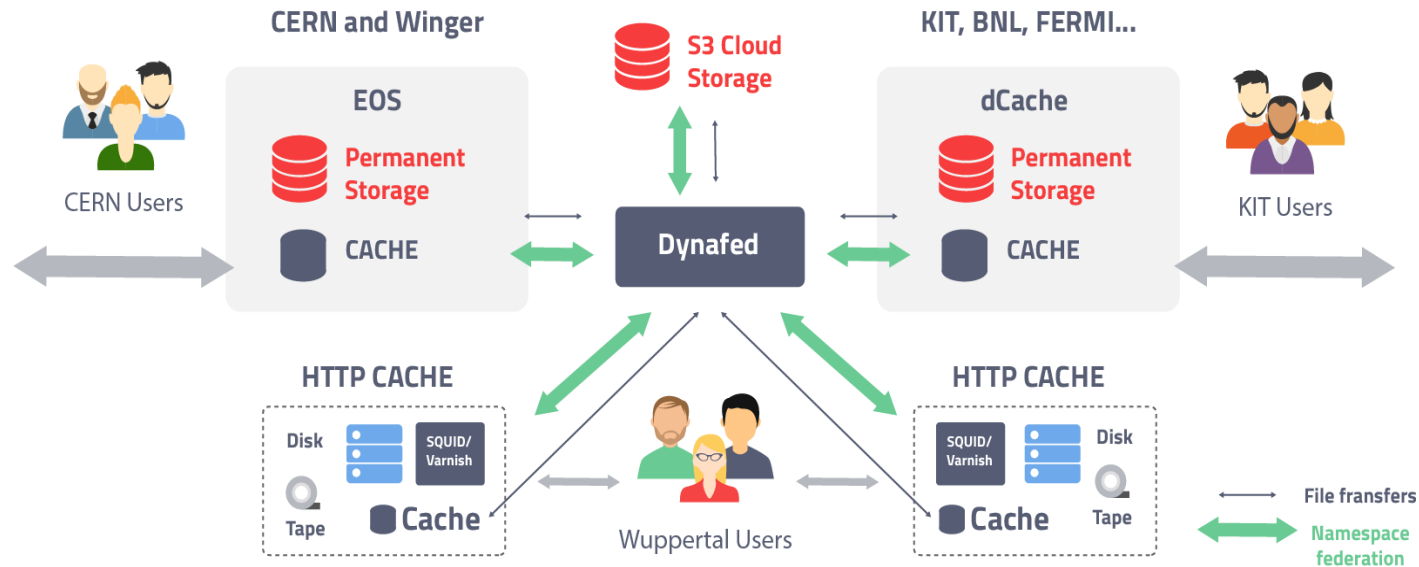 CERN and Winger
KIT, BNL, FERMI...
S3 Cloud
Storage
EOS
Permanent
Storage
CACHE
CERN Users
Dynafed
dCache
Permanent
Storage
CACHE
KIT Users
HTTP CACHE
Disk
SQUID/
Varnish
Tape
Cache
Wuppertal Users
HTTP CACHE
SQUID/
Varnish
Disk
Cache
Tape
File fransfers
Namespace
federation